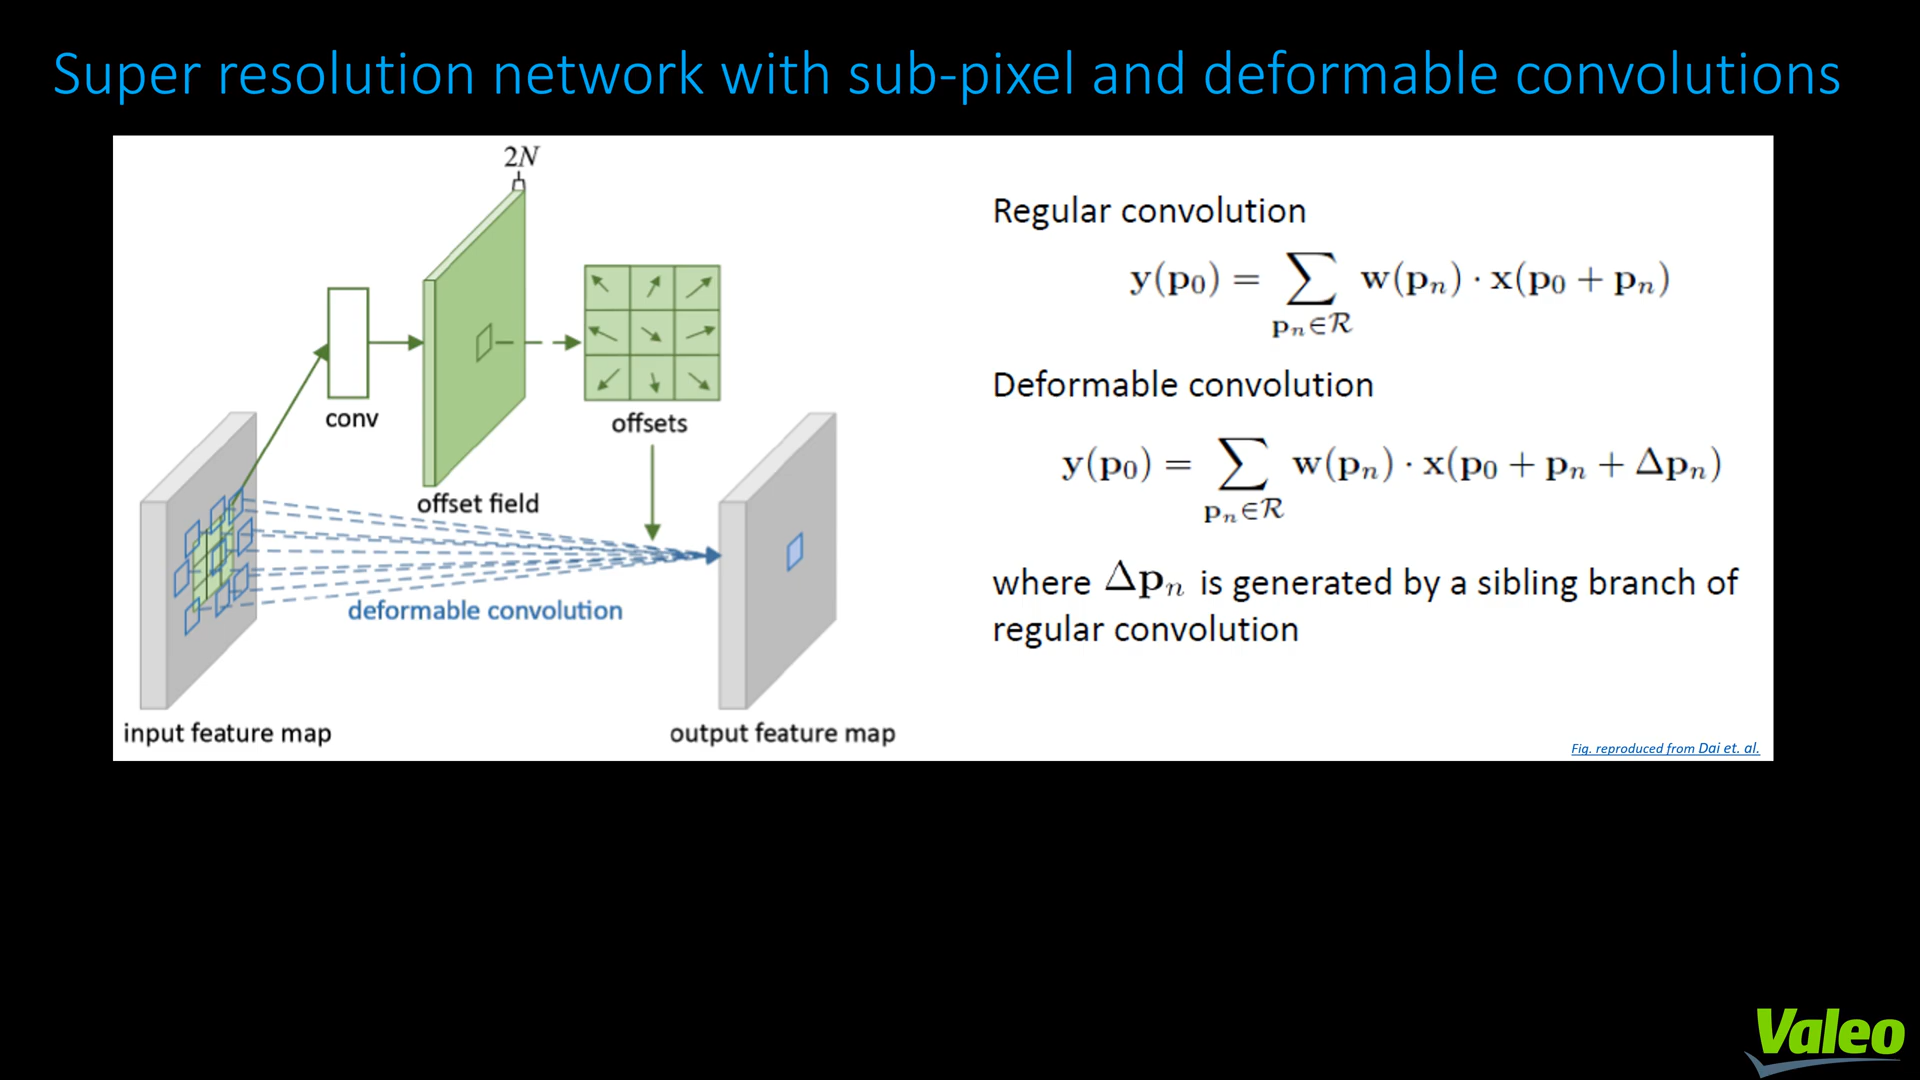 Super resolution network with sub-pixel and deformable convolutions
2N
conv
offset field
offsets
deformable convolution
input feature map
output feature map
Regular convolution
y(p₀) = ∑ w(pₙ) · x(p₀ + pₙ)
pₙ∈ℛ
Deformable convolution
y(p₀) = ∑ w(pₙ) · x(p₀ + pₙ + Δpₙ)
pₙ∈ℛ
where Δpₙ is generated by a sibling branch of
regular convolution
Fig. reproduced from Dai et. al.
Valeo